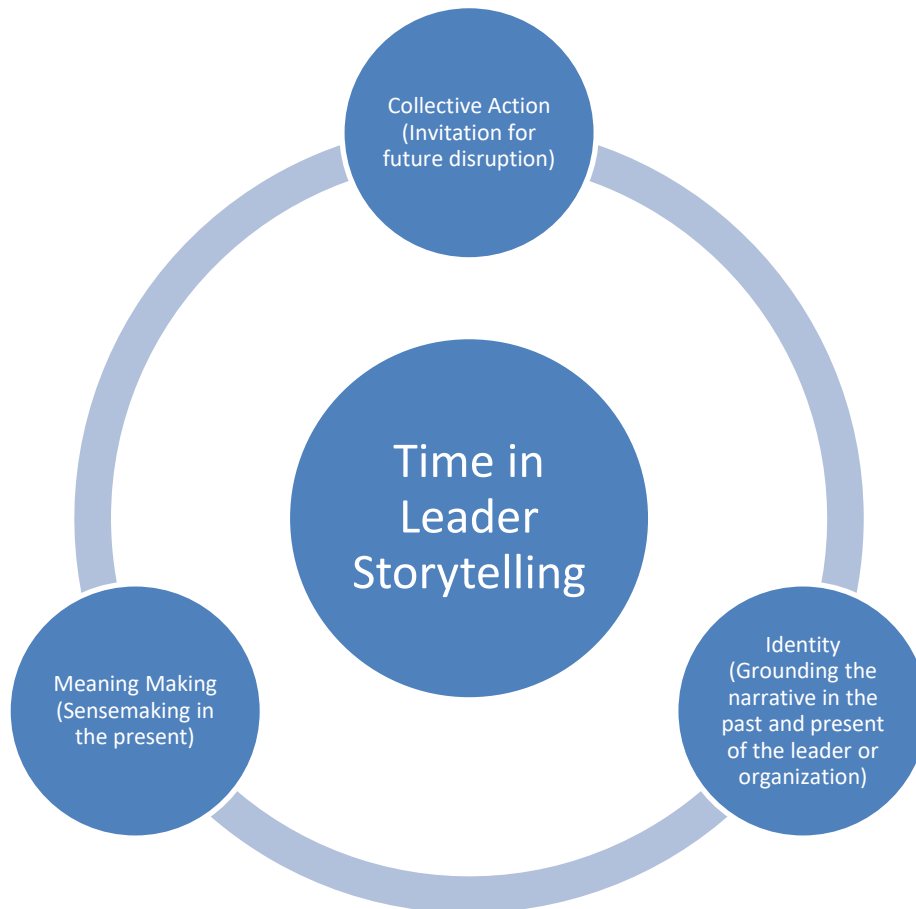 Collective Action
(Invitation for
future disruption)
Time in
Leader
Storytelling
Meaning Making
(Sensemaking in
the present)
Identity
(Grounding the
narrative in the
past and present
of the leader or
organization)